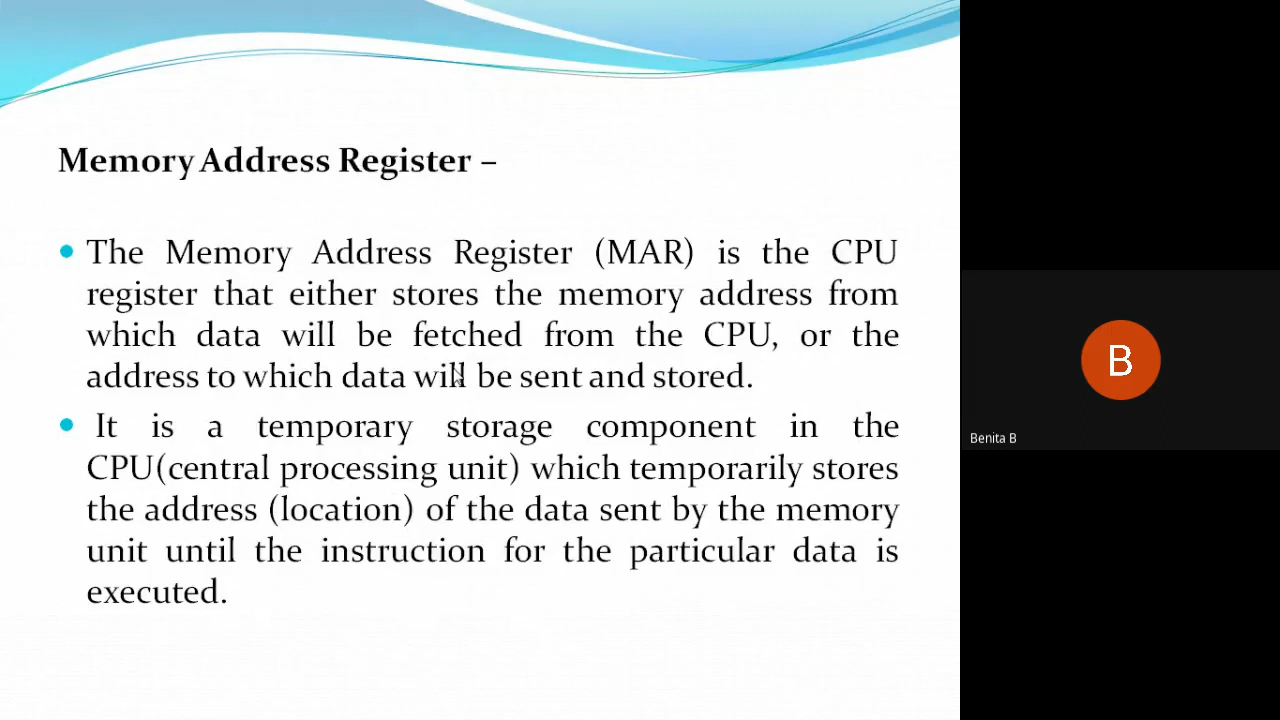 Memory Address Register –
The Memory Address Register (MAR) is the CPU
register that either stores the memory address from
which data will be fetched from the CPU, or the
address to which data will be sent and stored.
It is a temporary storage component in the
CPU(central processing unit) which temporarily stores
the address (location) of the data sent by the memory
unit until the instruction for the particular data is
executed.
B
Benita B